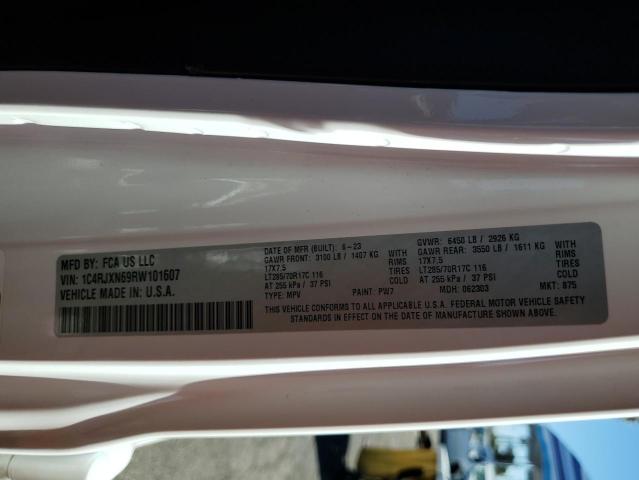 MFD BY: FCA US LLC
VIN: 1C4RJXN69RW101607
VEHICLE MADE IN: U.S.A.
DATE OF MFR (BUILT): 6-23
GVWR: 6450 LB / 2926 KG
GAWR FRONT: 3100 LB / 1407 KG WITH
GAWR REAR: 3550 LB / 1611 KG WITH
17X7.5 RIMS
17X7.5 RIMS
LT285/70R17C 116 TIRES
LT285/70R17C 116 TIRES
AT 255 kPa / 37 PSI COLD
AT 255 kPa / 37 PSI COLD
TYPE: MPV PAINT: PW7 MDH: 062303 MKT: 875
THIS VEHICLE CONFORMS TO ALL APPLICABLE U.S.A. FEDERAL MOTOR VEHICLE SAFETY
STANDARDS IN EFFECT ON THE DATE OF MANUFACTURE SHOWN ABOVE.